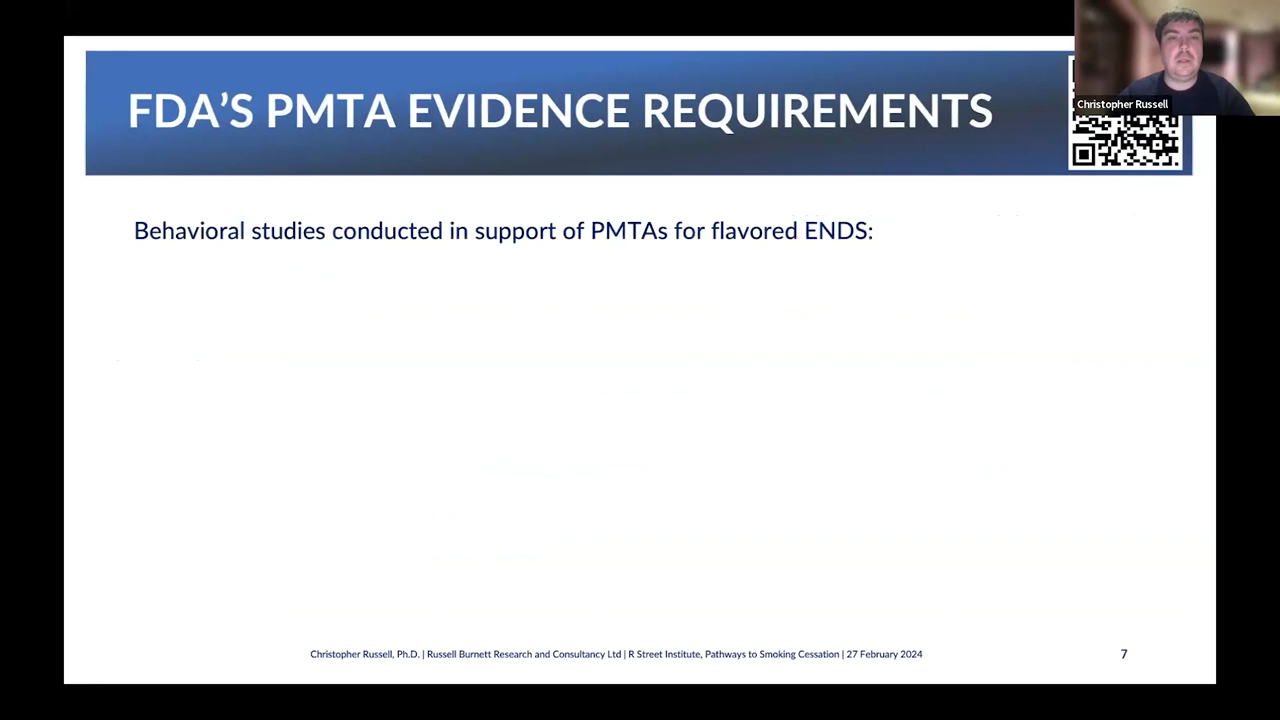 FDA'S PMTA EVIDENCE REQUIREMENTS
Christopher Russell
Behavioral studies conducted in support of PMTAs for flavored ENDS:
Christopher Russell, Ph.D. | Russell Burnett Research and Consultancy Ltd | R Street Institute, Pathways to Smoking Cessation | 27 February 2024
7